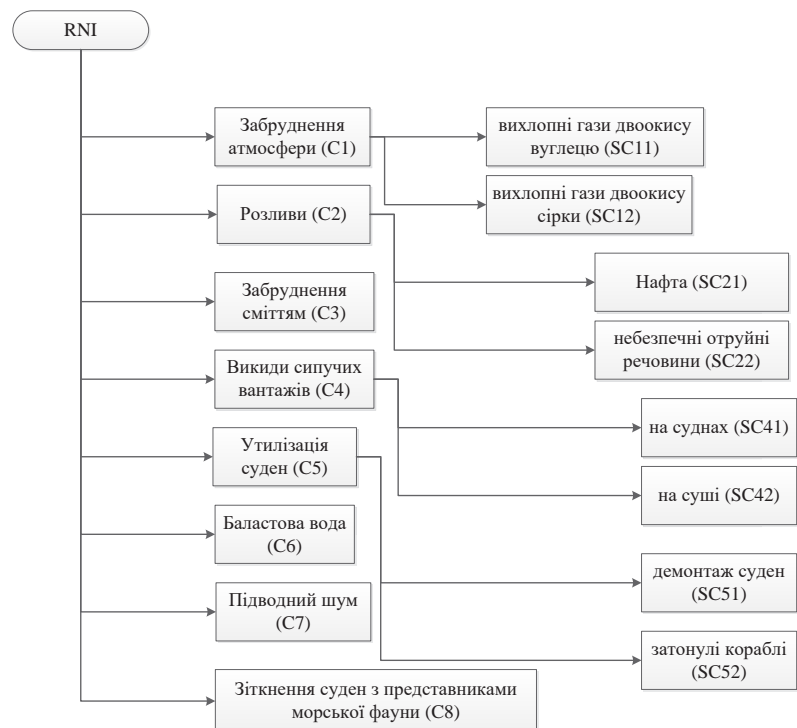 RNI
Забруднення
атмосфери (C1)
вихлопні гази двоокису
вуглецю (SC11)
вихлопні гази двоокису
сірки (SC12)
Розливи (C2)
Нафта (SC21)
небезпечні отруйні
речовини (SC22)
Забруднення
сміттям (C3)
Викиди сипучих
вантажів (C4)
на суднах (SC41)
на суші (SC42)
Утилізація
суден (C5)
демонтаж суден
(SC51)
затонулі кораблі
(SC52)
Баластова вода
(C6)
Підводний шум
(C7)
Зіткнення суден з представниками
морської фауни (C8)